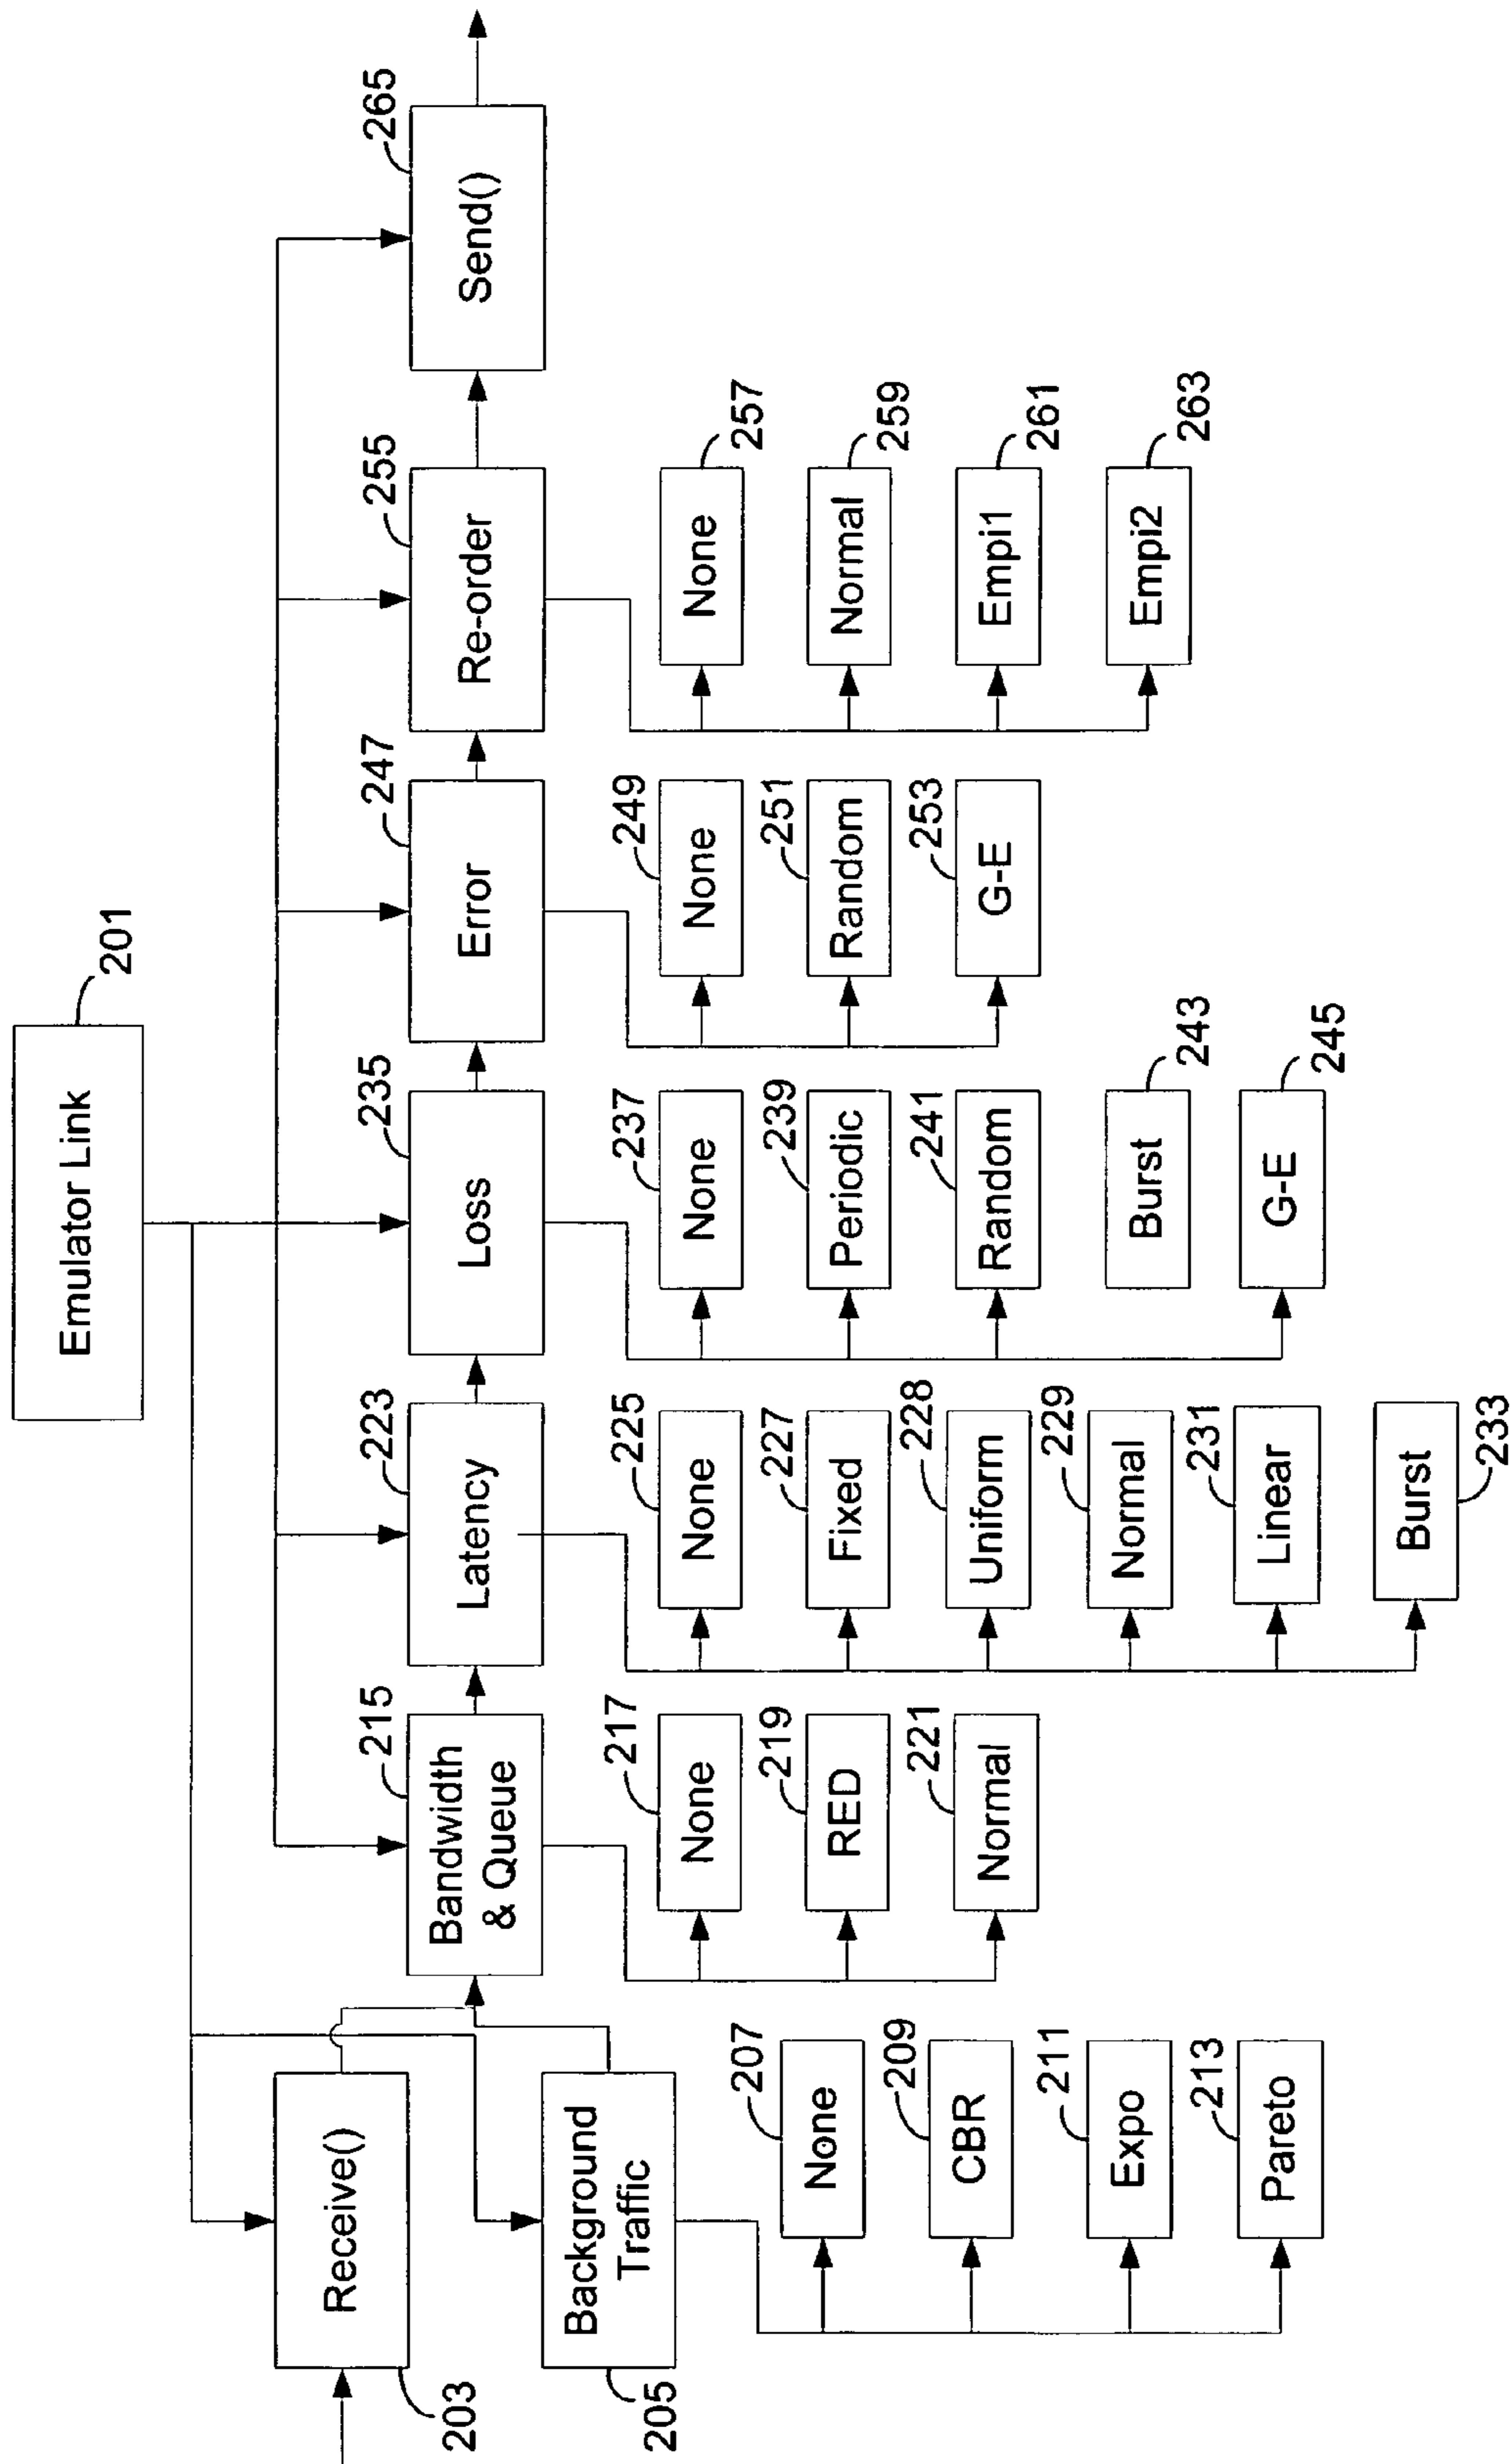 Emulator Link
201
Receive()
203
Background
Traffic
205
None
207
CBR
209
Expo
211
Pareto
213
Bandwidth
& Queue
215
None
217
RED
219
Normal
221
Latency
223
None
225
Fixed
227
Uniform
228
Normal
229
Linear
231
Burst
233
Loss
235
None
237
Periodic
239
Random
241
Burst
243
G-E
245
Error
247
None
249
Random
251
G-E
253
Re-order
255
None
257
Normal
259
Empi1
261
Empi2
263
Send()
265